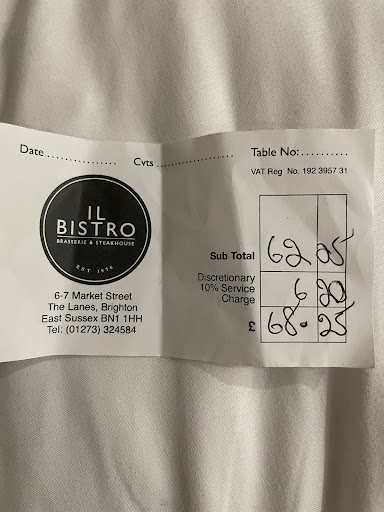 Date ...............
Cvts .....................
Table No: ...........
VAT Reg No. 192 3957 31
IL
BISTRO
BRASSERIE & STEAKHOUSE
EST 1976
6-7 Market Street
The Lanes, Brighton
East Sussex BN1 1HH
Tel: (01273) 324584
Sub Total 62 25
Discretionary
10% Service
Charge 6 20
£ 68. 25